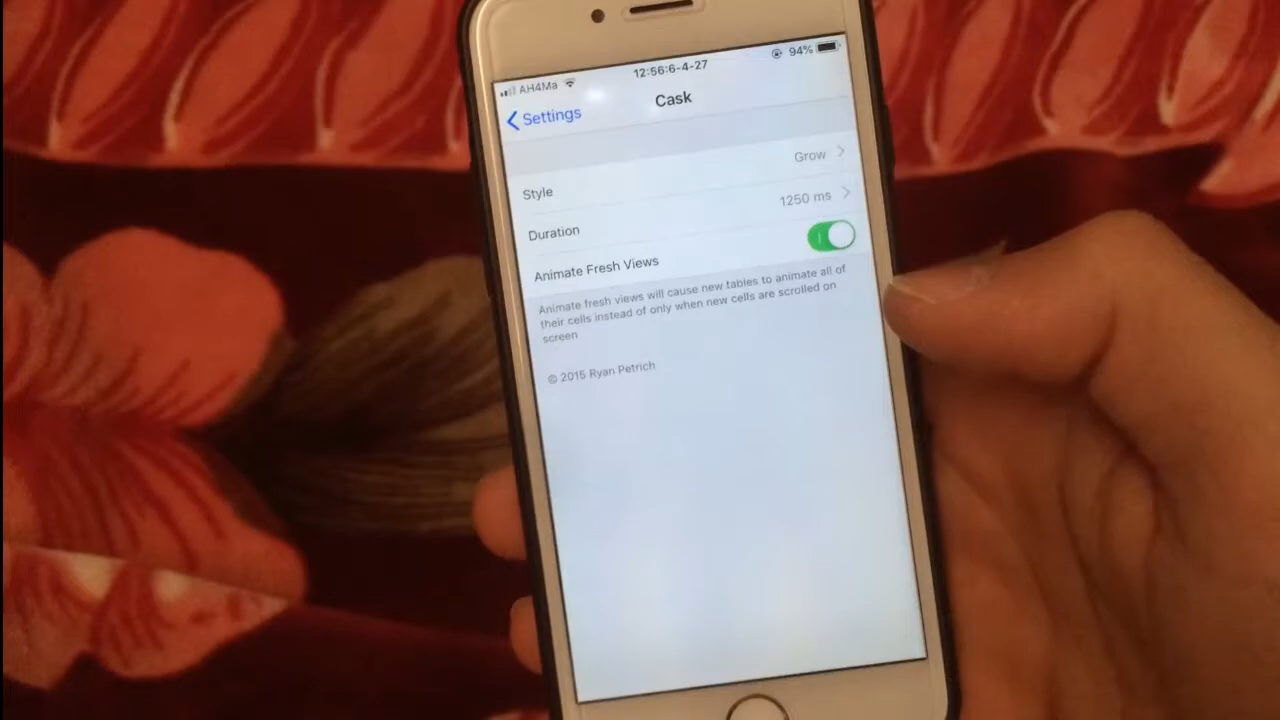 AH4Ma 12:56:6-4-27 94%
Settings Cask
Style Grow
Duration 1250 ms
Animate Fresh Views
Animate fresh views will cause new tables to animate all of
their cells instead of only when new cells are scrolled on
screen
© 2015 Ryan Petrich